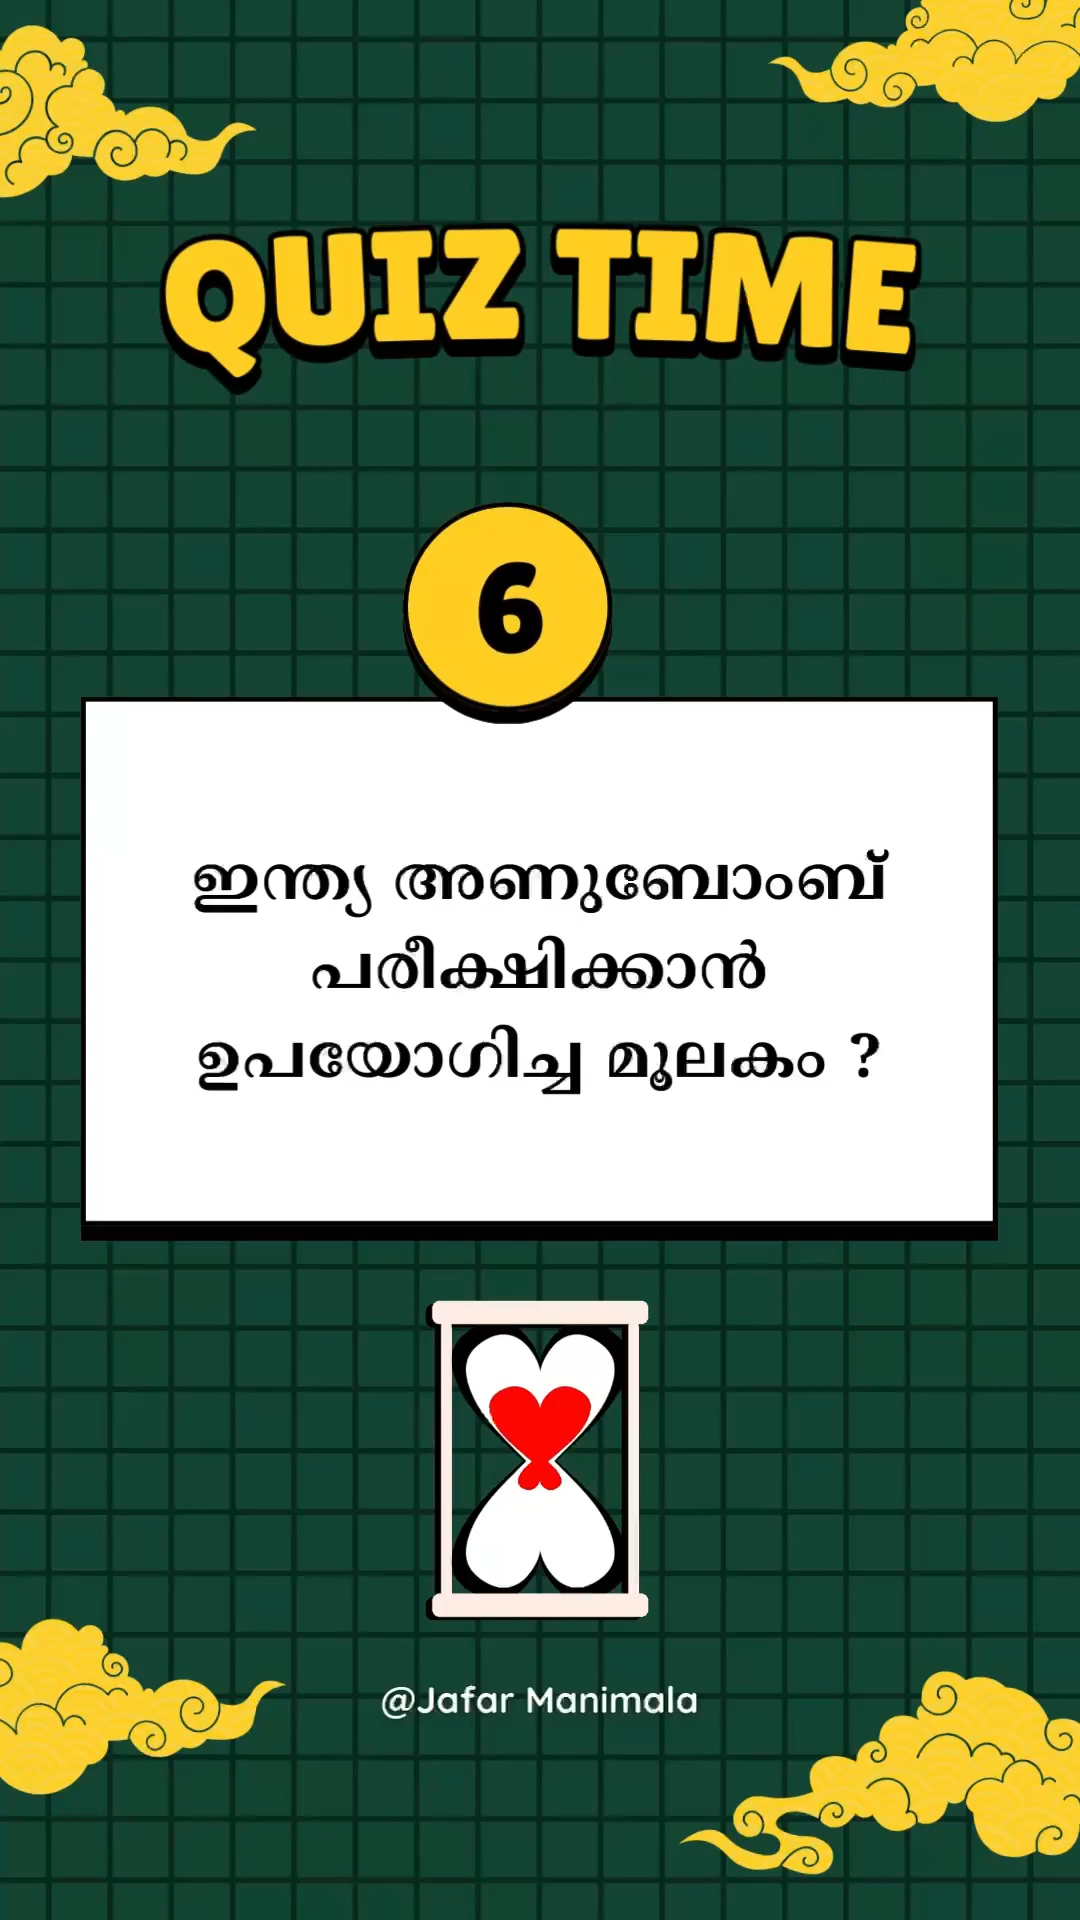 QUIZ TIME
6
ഇന്ത്യ അണുബോംബ്
പരീക്ഷിക്കാൻ
ഉപയോഗിച്ച മൂലകം ?
@Jafar Manimala